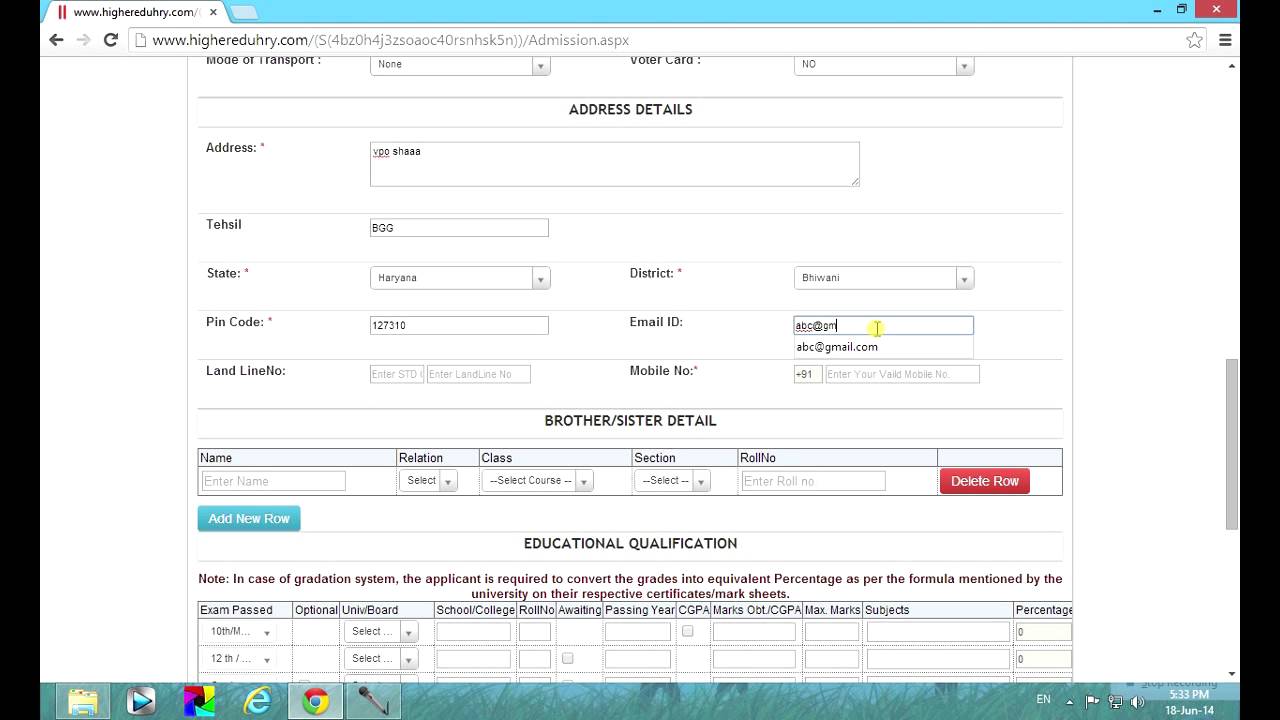 www.highereduhry.com/
www.highereduhry.com/(S(4bz0h4j3zsoaoc40rsnhsk5n))/Admission.aspx
Mode of Transport : None Voter Card : NO
ADDRESS DETAILS
Address: * vpo shaaa
Tehsil BGG
State: * Haryana District: * Bhiwani
Pin Code: * 127310 Email ID: abc@gm
abc@gmail.com
Land LineNo: Enter STD Enter LandLine No Mobile No:* +91 Enter Your Vaild Mobile No.
BROTHER/SISTER DETAIL
Name Relation Class Section RollNo
Enter Name Select --Select Course -- --Select -- Enter Roll no Delete Row
Add New Row
EDUCATIONAL QUALIFICATION
Note: In case of gradation system, the applicant is required to convert the grades into equivalent Percentage as per the formula mentioned by the
university on their respective certificates/mark sheets.
Exam Passed Optional Univ/Board School/College RollNo Awaiting Passing Year CGPA Marks Obt./CGPA Max. Marks Subjects Percentage
10th/M... Select ... 0
12 th / ... Select ... 0
Stop Recording
EN 5:33 PM
18-Jun-14